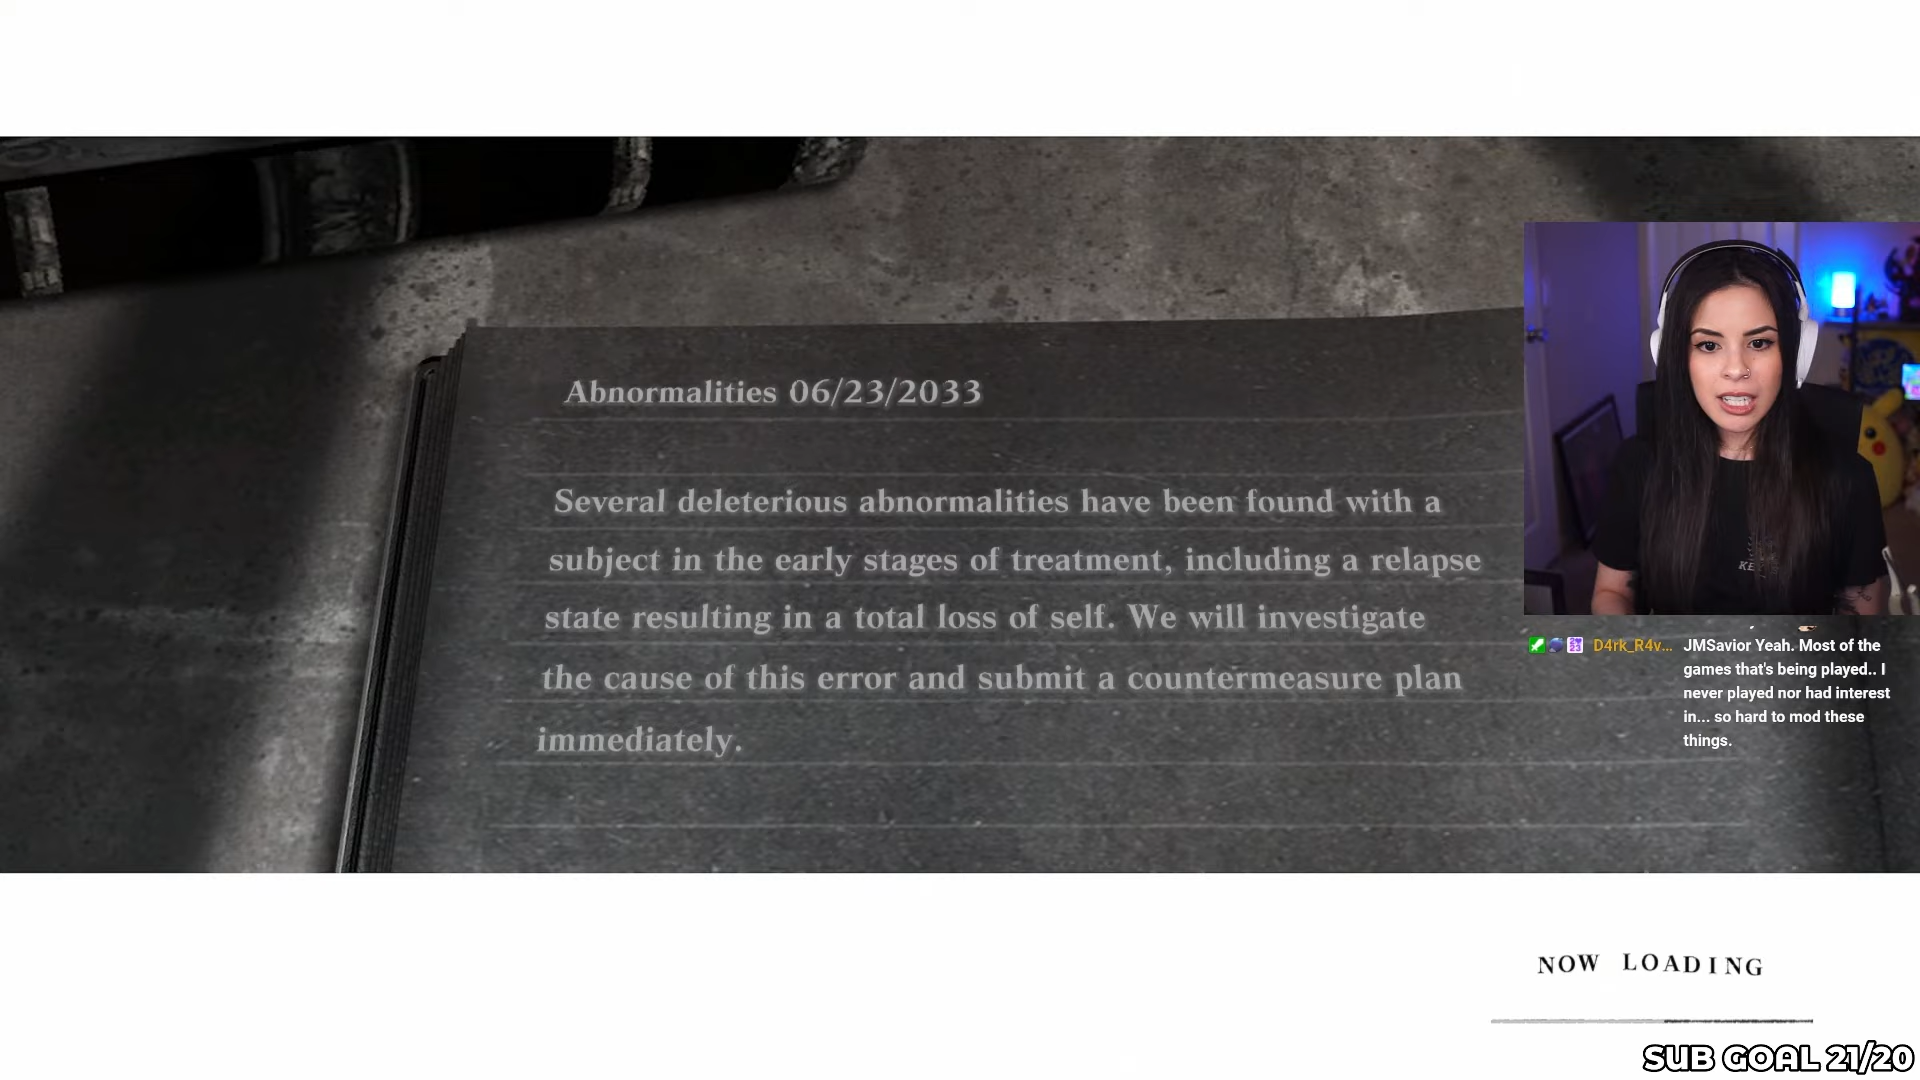 Abnormalities 06/23/2033
Several deleterious abnormalities have been found with a
subject in the early stages of treatment, including a relapse
state resulting in a total loss of self. We will investigate
the cause of this error and submit a countermeasure plan
immediately.
D4rk_R4v... JMSavior Yeah. Most of the
games that's being played.. I
never played nor had interest
in... so hard to mod these
things.
NOW LOADING
SUB GOAL 21/20